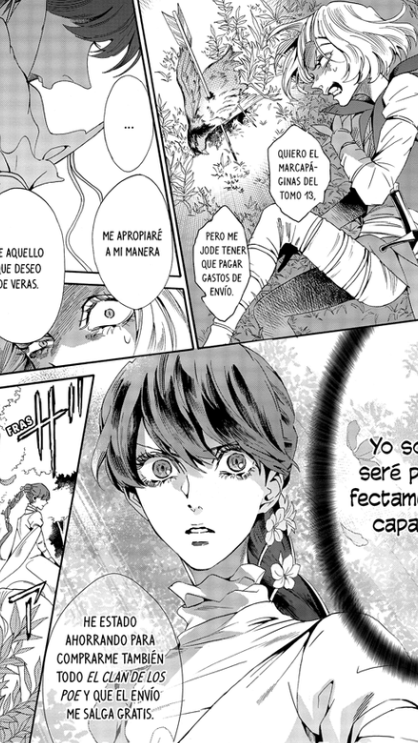 QUIERO EL
MARCAPÁ-
GINAS DEL
TOMO 13,
PERO ME
JODE TENER
QUE PAGAR
GASTOS DE
ENVÍO.
...
ME APROPIARÉ
A MI MANERA
E AQUELLO
QUE DESEO
DE VERAS.
Yo so
seré p
fectame
capa
HE ESTADO
AHORRANDO PARA
COMPRARME TAMBIÉN
TODO EL CLAN DE LOS
POE Y QUE EL ENVÍO
ME SALGA GRATIS.
FRAS